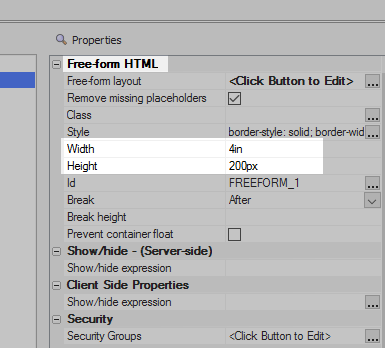 Properties
Free-form HTML
Free-form layout <Click Button to Edit> ...
Remove missing placeholders
Class ...
Style border-style: solid; border-wid ...
Width 4in
Height 200px
Id FREEFORM_1 ...
Break After
Break height
Prevent container float
Show/hide - (Server-side)
Show/hide expression
Client Side Properties
Show/hide expression ...
Security
Security Groups <Click Button to Edit> ...